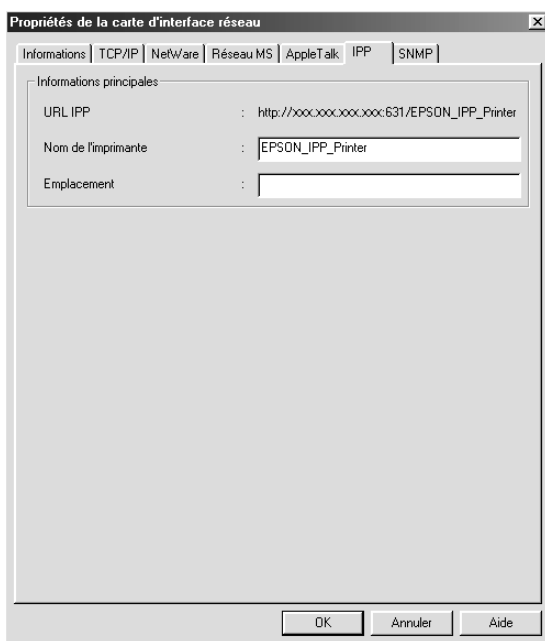 Propriétés de la carte d'interface réseau
Informations TCP/IP NetWare Réseau MS AppleTalk IPP SNMP
Informations principales
URL IPP : http://xxx.xxx.xxx.xxx:631/EPSON_IPP_Printer
Nom de l'imprimante : EPSON_IPP_Printer
Emplacement :
OK Annuler Aide